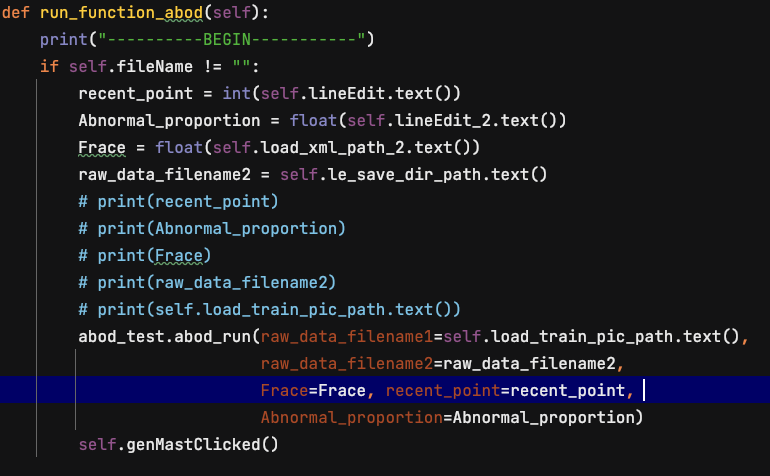 def run_function_abod(self):
    print("----------BEGIN-----------")
    if self.fileName != "":
        recent_point = int(self.lineEdit.text())
        Abnormal_proportion = float(self.lineEdit_2.text())
        Frace = float(self.load_xml_path_2.text())
        raw_data_filename2 = self.le_save_dir_path.text()
        # print(recent_point)
        # print(Abnormal_proportion)
        # print(Frace)
        # print(raw_data_filename2)
        # print(self.load_train_pic_path.text())
        abod_test.abod_run(raw_data_filename1=self.load_train_pic_path.text(),
                           raw_data_filename2=raw_data_filename2,
                           Frace=Frace, recent_point=recent_point,
                           Abnormal_proportion=Abnormal_proportion)
        self.genMastClicked()